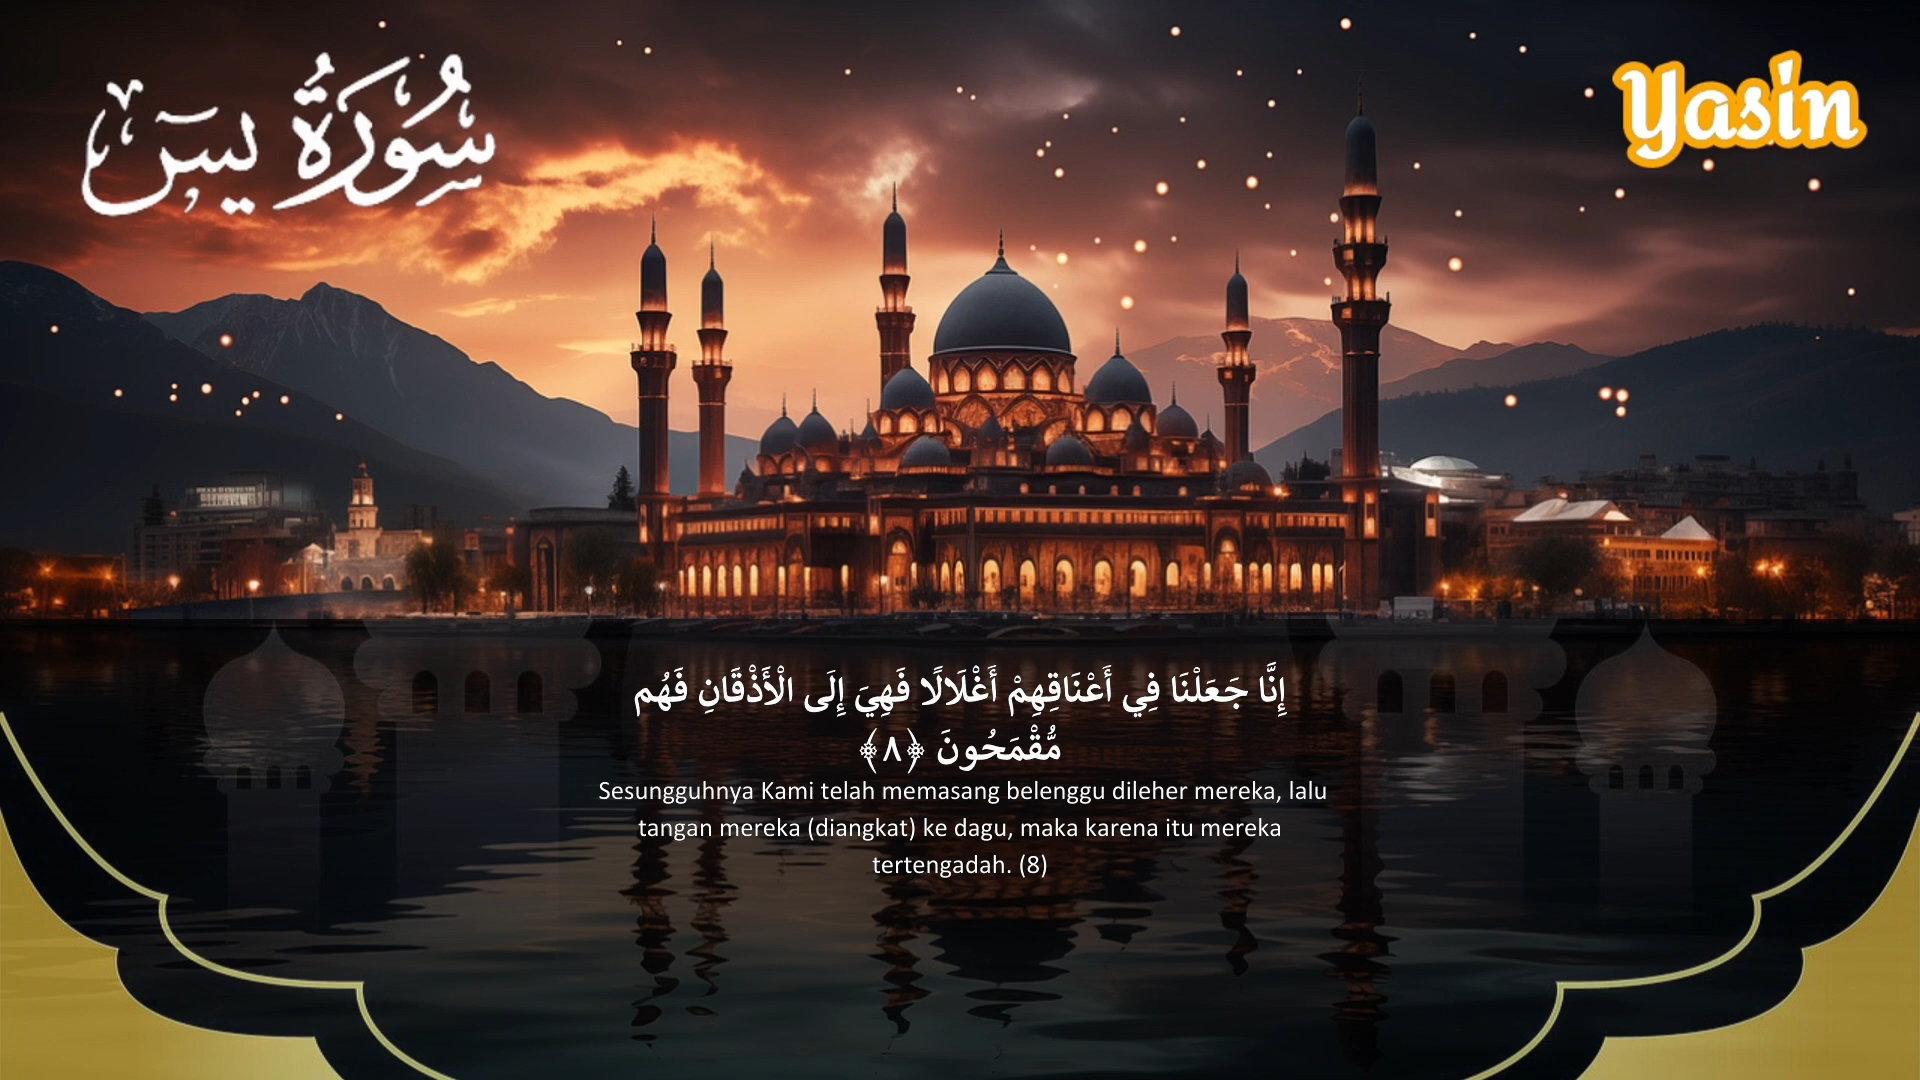 سُورَةُ يسٓ
Yasin
إِنَّا جَعَلْنَا فِي أَعْنَاقِهِمْ أَغْلَالًا فَهِيَ إِلَى الْأَذْقَانِ فَهُم
مُّقْمَحُونَ ﴿٨﴾
Sesungguhnya Kami telah memasang belenggu dileher mereka, lalu
tangan mereka (diangkat) ke dagu, maka karena itu mereka
tertengadah. (8)